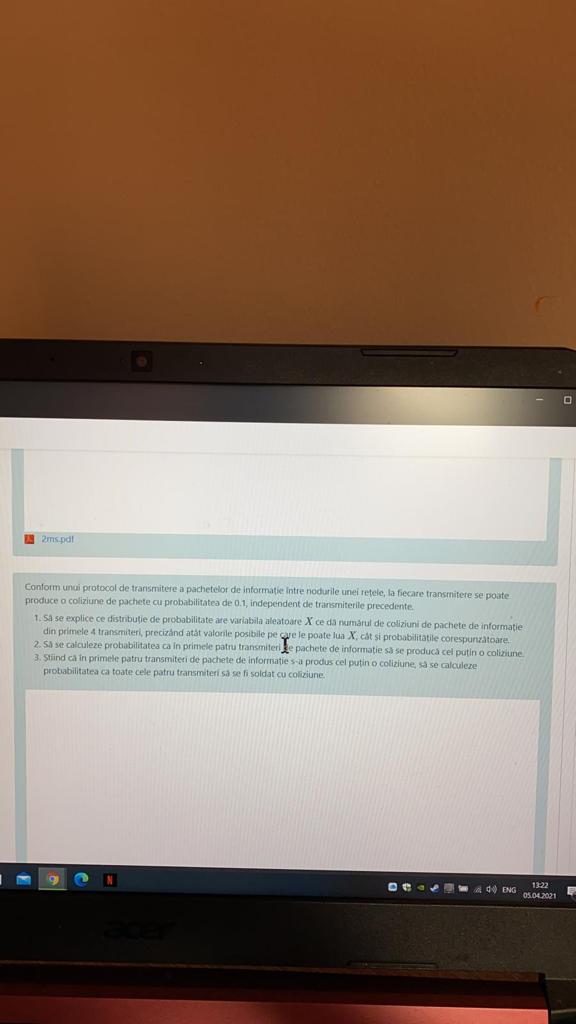 2ms.pdf
Conform unui protocol de transmitere a pachetelor de informație între nodurile unei rețele, la fiecare transmitere se poate
produce o coliziune de pachete cu probabilitatea de 0.1, independent de transmiterile precedente.
1. Să se explice ce distribuție de probabilitate are variabila aleatoare X ce dă numărul de coliziuni de pachete de informație
din primele 4 transmiteri, precizând atât valorile posibile pe care le poate lua X, cât și probabilitățile corespunzătoare.
2. Să se calculeze probabilitatea ca în primele patru transmiteri de pachete de informație să se producă cel puțin o coliziune.
3. Știind că în primele patru transmiteri de pachete de informație s-a produs cel puțin o coliziune, să se calculeze
probabilitatea ca toate cele patru transmiteri să se fi soldat cu coliziune.
N
ENG
13:22
05.04.2021
acer